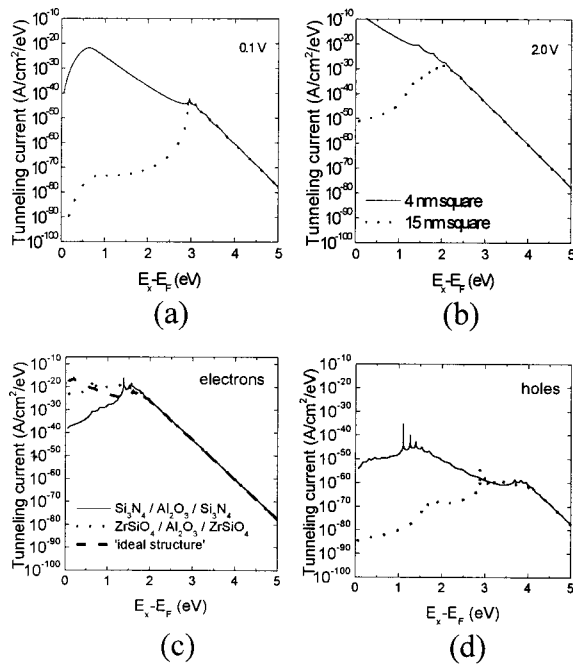 Tunneling current (A/cm²/eV)
10⁻¹⁰
10⁻²⁰
10⁻³⁰
10⁻⁴⁰
10⁻⁵⁰
10⁻⁶⁰
10⁻⁷⁰
10⁻⁸⁰
10⁻⁹⁰
10⁻¹⁰⁰
0.1 V
0 1 2 3 4 5
Eₓ-E_F (eV)
(a)
Tunneling current (A/cm²/eV)
10⁻¹⁰
10⁻²⁰
10⁻³⁰
10⁻⁴⁰
10⁻⁵⁰
10⁻⁶⁰
10⁻⁷⁰
10⁻⁸⁰
10⁻⁹⁰
10⁻¹⁰⁰
2.0 V
4 nm square
15 nm square
0 1 2 3 4 5
Eₓ-E_F (eV)
(b)
Tunneling current (A/cm²/eV)
10⁻¹⁰
10⁻²⁰
10⁻³⁰
10⁻⁴⁰
10⁻⁵⁰
10⁻⁶⁰
10⁻⁷⁰
10⁻⁸⁰
10⁻⁹⁰
10⁻¹⁰⁰
electrons
Si₃N₄ / Al₂O₃ / Si₃N₄
ZrSiO₄ / Al₂O₃ / ZrSiO₄
'ideal structure'
0 1 2 3 4 5
Eₓ-E_F (eV)
(c)
Tunneling current (A/cm²/eV)
10⁻¹⁰
10⁻²⁰
10⁻³⁰
10⁻⁴⁰
10⁻⁵⁰
10⁻⁶⁰
10⁻⁷⁰
10⁻⁸⁰
10⁻⁹⁰
10⁻¹⁰⁰
holes
0 1 2 3 4 5
Eₓ-E_F (eV)
(d)